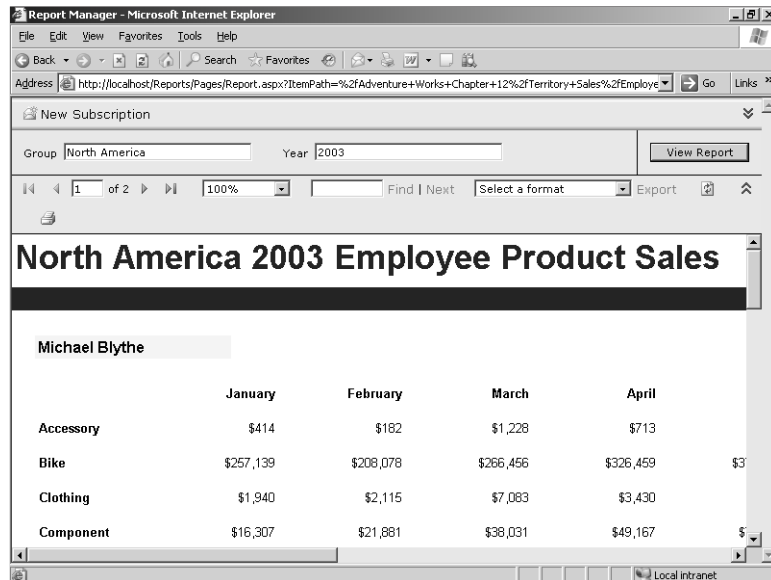 Report Manager - Microsoft Internet Explorer
File Edit View Favorites Tools Help
Back Search Favorites
Address http://localhost/Reports/Pages/Report.aspx?ItemPath=%2fAdventure+Works+Chapter+12%2fTerritory+Sales%2fEmploye Go Links »
New Subscription
Group North America Year 2003 View Report
1 of 2 100% Find | Next Select a format Export
North America 2003 Employee Product Sales
Michael Blythe
January February March April
Accessory $414 $182 $1,228 $713
Bike $257,139 $208,078 $266,456 $326,459 $3
Clothing $1,940 $2,115 $7,083 $3,430
Component $16,307 $21,881 $38,031 $49,167 $
Local intranet